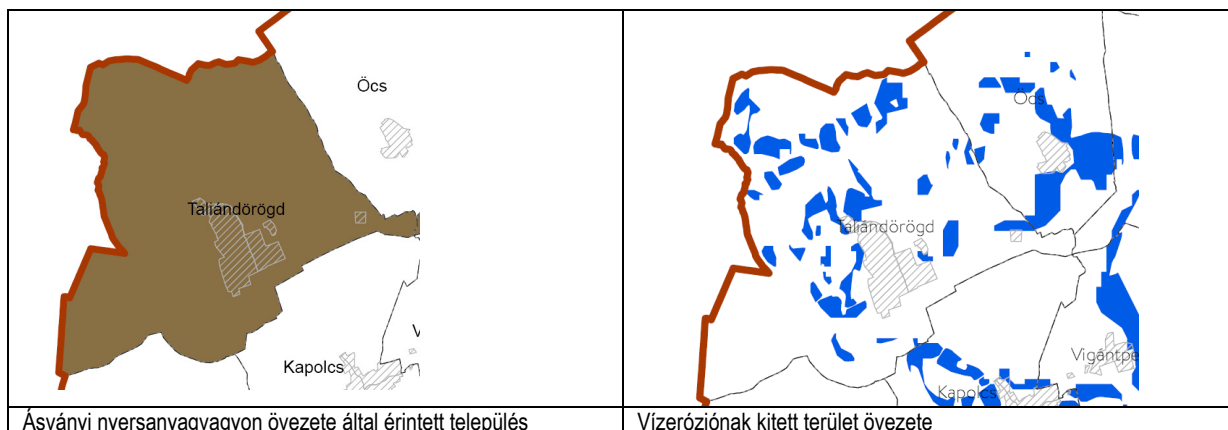 Öcs
Taliándörögd
Kapolcs
V
Öcs
Taliándörögd
Vigántpe
Kapolcs
Ásványi nyersanyagvagyon övezete által érintett település
Vízeróziónak kitett terület övezete